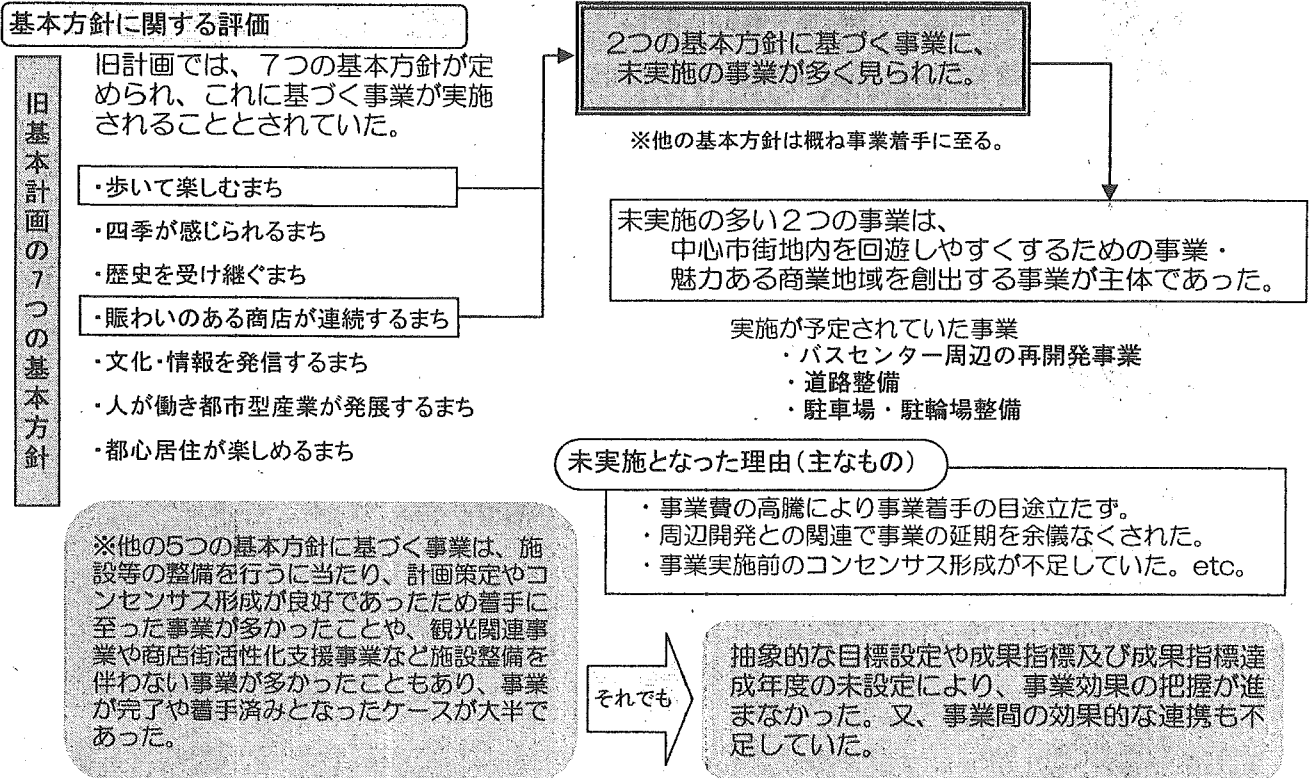 基本方針に関する評価
旧基本計画の7つの基本方針
旧計画では、7つの基本方針が定
められ、これに基づく事業が実施
されることとされていた。
・歩いて楽しむまち
・四季が感じられるまち
・歴史を受け継ぐまち
・賑わいのある商店が連続するまち
・文化・情報を発信するまち
・人が働き都市型産業が発展するまち
・都心居住が楽しめるまち
2つの基本方針に基づく事業に、
未実施の事業が多く見られた。
※他の基本方針は概ね事業着手に至る。
未実施の多い2つの事業は、
中心市街地内を回遊しやすくするための事業・
魅力ある商業地域を創出する事業が主体であった。
実施が予定されていた事業
・バスセンター周辺の再開発事業
・道路整備
・駐車場・駐輪場整備
未実施となった理由(主なもの)
・事業費の高騰により事業着手の目途立たず。
・周辺開発との関連で事業の延期を余儀なくされた。
・事業実施前のコンセンサス形成が不足していた。etc。
※他の5つの基本方針に基づく事業は、施
設等の整備を行うに当たり、計画策定やコ
ンセンサス形成が良好であったため着手に
至った事業が多かったことや、観光関連事
業や商店街活性化支援事業など施設整備を
伴わない事業が多かったこともあり、事業
が完了や着手済みとなったケースが大半で
あった。
それでも
抽象的な目標設定や成果指標及び成果指標達
成年度の未設定により、事業効果の把握が進
まなかった。又、事業間の効果的な連携も不
足していた。